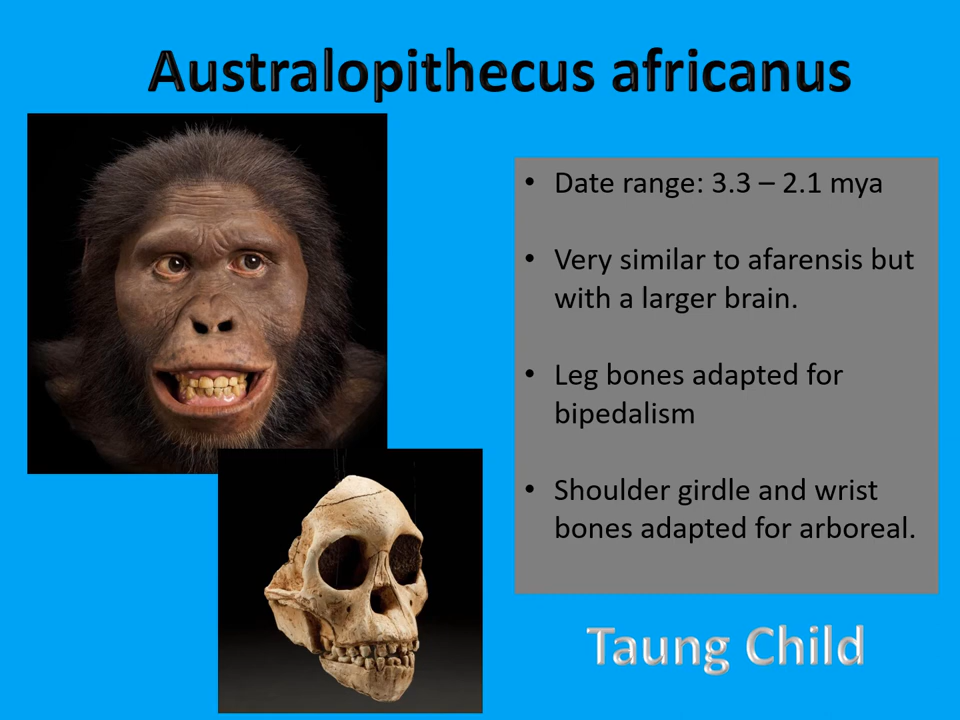 Australopithecus africanus
• Date range: 3.3 – 2.1 mya
• Very similar to afarensis but
with a larger brain.
• Leg bones adapted for
bipedalism
• Shoulder girdle and wrist
bones adapted for arboreal.
Taung Child